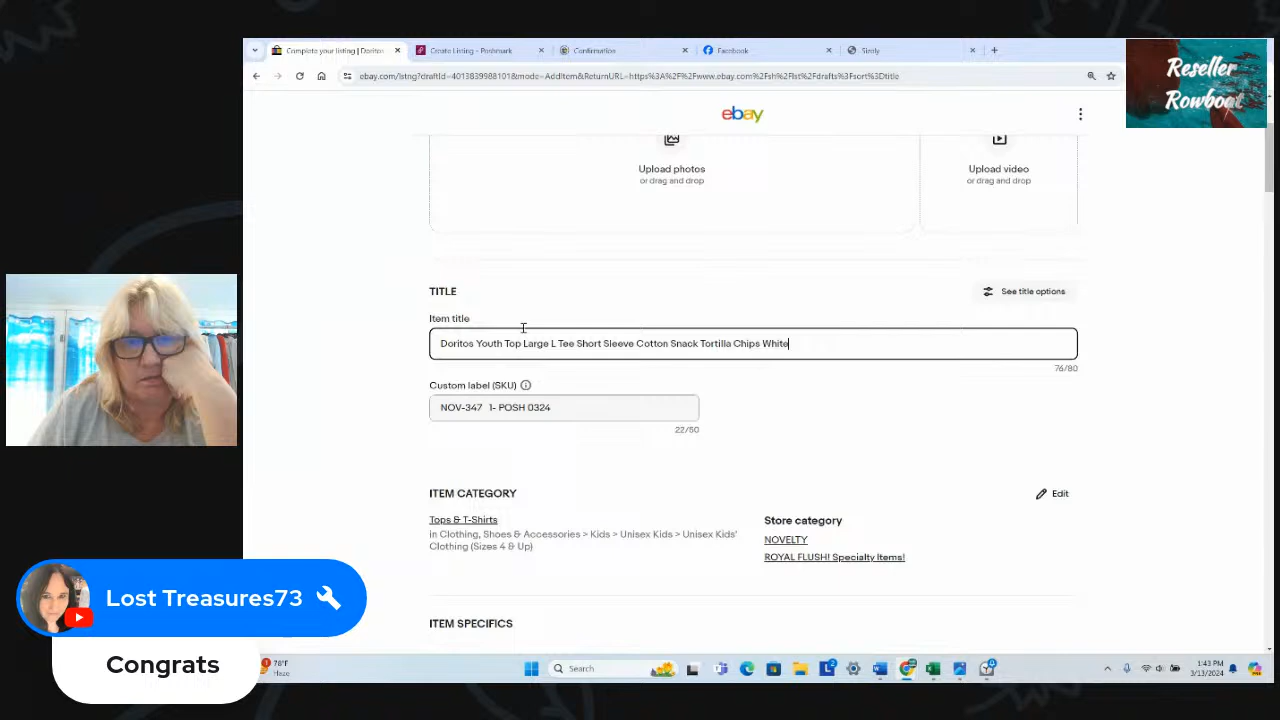 Complete your listing | Doritos
Create Listing - Poshmark
Confirmation
Facebook
Sizely
ebay.com/lstng?draftId=4013839988101&mode=AddItem&ReturnURL=https%3A%2F%2Fwww.ebay.com%2Fsh%2Flst%2Fdrafts%3Fsort%3Dtitle
Reseller
Rowboat
ebay
Upload photos
or drag and drop
Upload video
or drag and drop
TITLE
See title options
Item title
Doritos Youth Top Large L Tee Short Sleeve Cotton Snack Tortilla Chips White
76/80
Custom label (SKU)
NOV-347 1- POSH 0324
22/50
ITEM CATEGORY
Edit
Tops & T-Shirts
in Clothing, Shoes & Accessories > Kids > Unisex Kids > Unisex Kids'
Clothing (Sizes 4 & Up)
Store category
NOVELTY
ROYAL FLUSH! Specialty Items!
ITEM SPECIFICS
Lost Treasures73
Congrats
78°F
Haze
Search
1:43 PM
3/13/2024